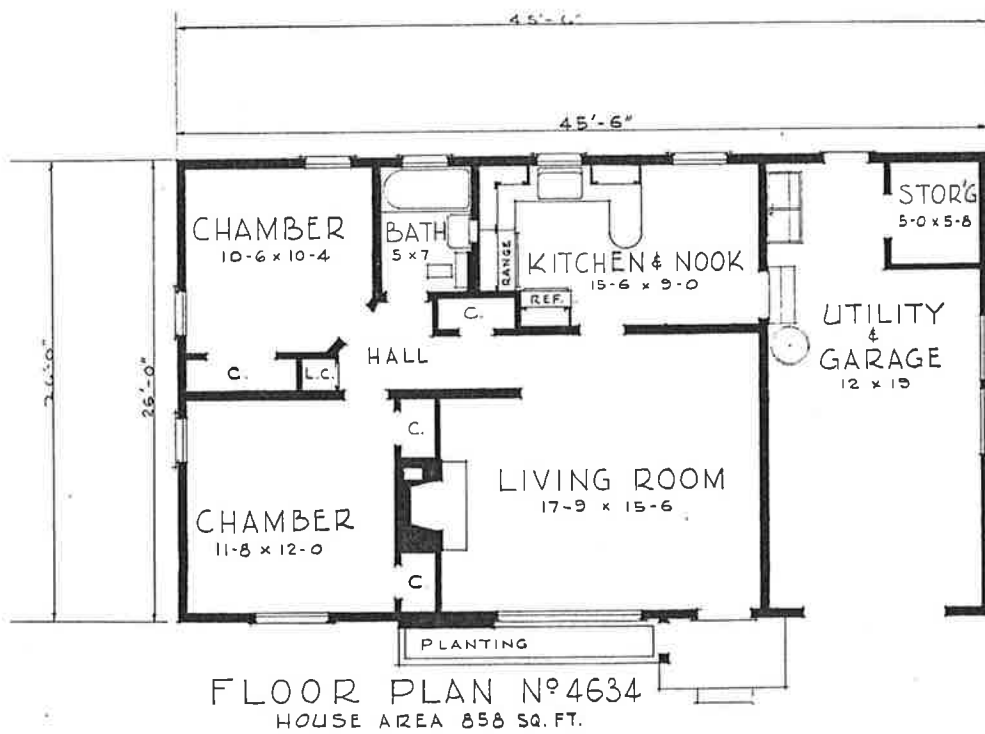 45'-6"
45'-6"
26'-0"
26'-0"
CHAMBER
10-6 x 10-4
BATH
5 x 7
RANGE
KITCHEN & NOOK
15-6 x 9-0
REF.
STOR'G
5-0 x 5-8
UTILITY
&
GARAGE
12 x 19
C.
HALL
C.
L.C.
C.
LIVING ROOM
17-9 x 15-6
CHAMBER
11-8 x 12-0
C.
PLANTING
FLOOR PLAN Nº 4634
HOUSE AREA 858 SQ. FT.